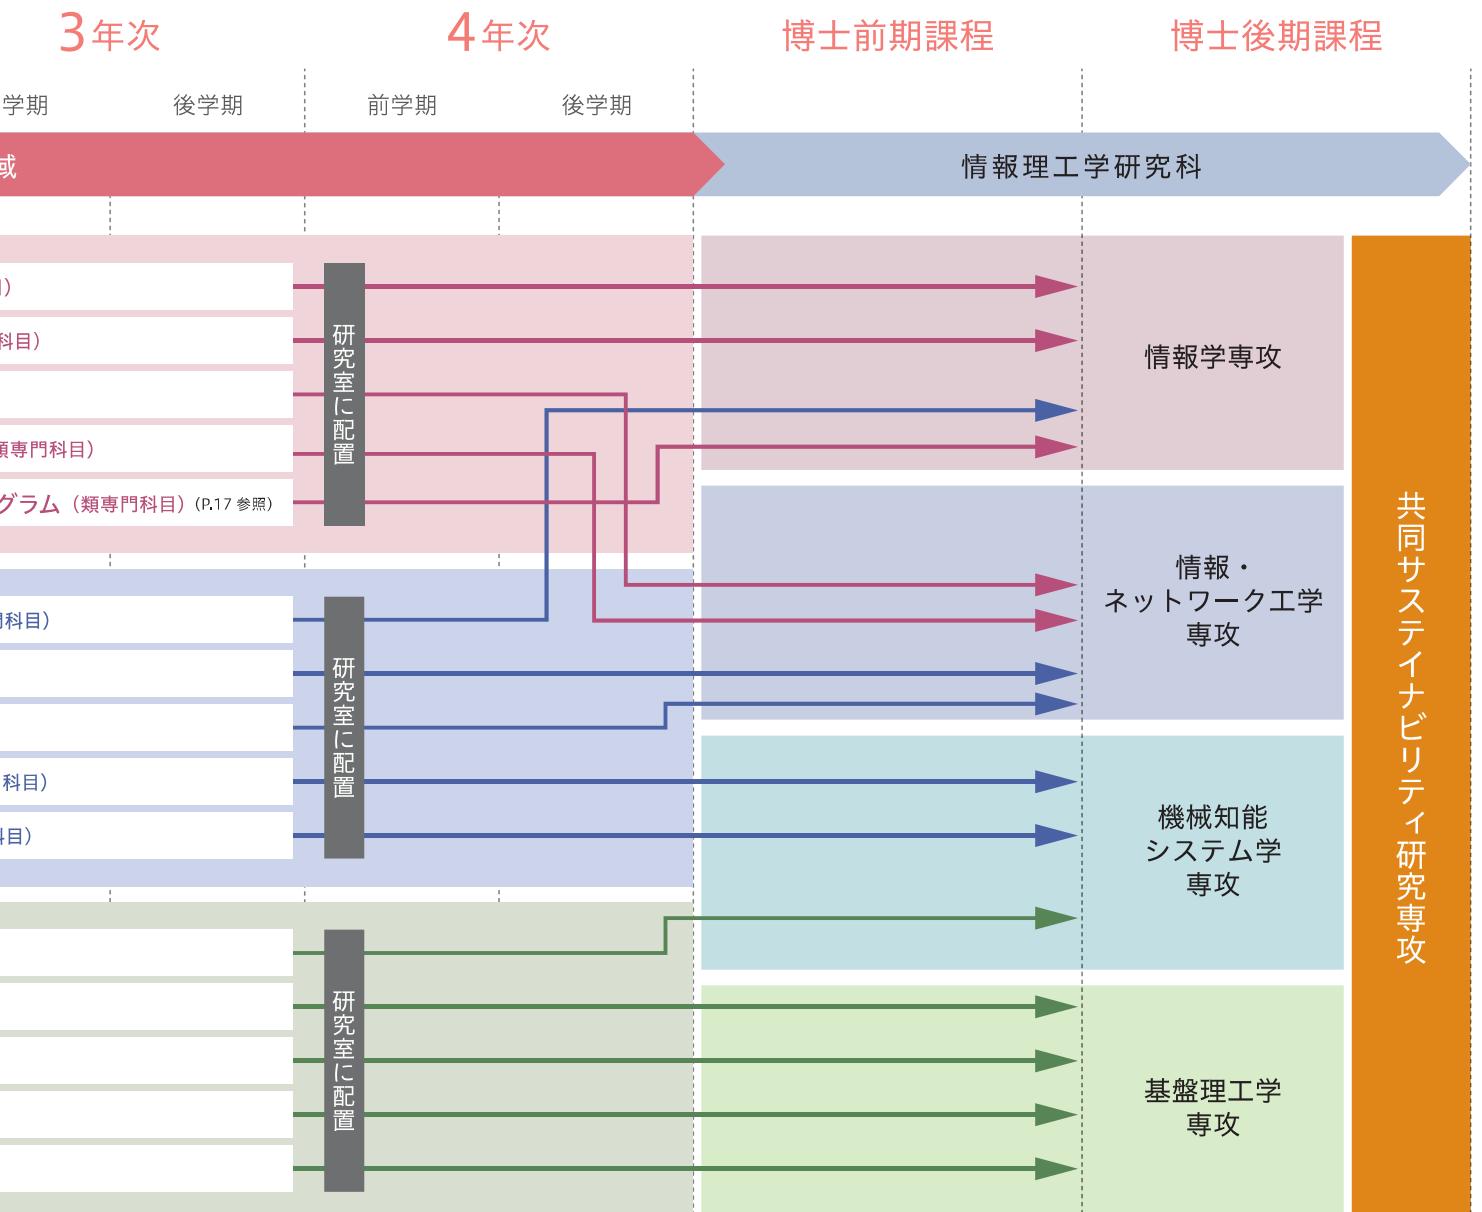 3年次
4年次
博士前期課程
博士後期課程
学期
後学期
前学期
後学期
域
情報理工学研究科
）
科目）
類専門科目）
グラム（類専門科目）（P.17 参照）
研究室に配置
門科目）
科目）
科目）
研究室に配置
研究室に配置
情報学専攻
情報・
ネットワーク工学
専攻
機械知能
システム学
専攻
基盤理工学
専攻
共同サステイナビリティ研究専攻